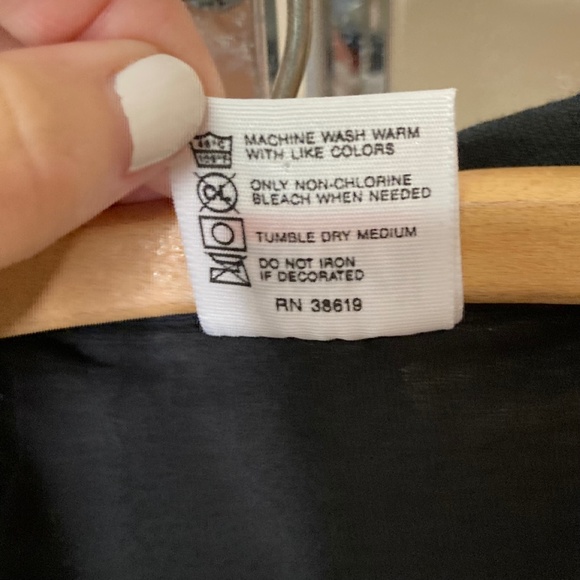 MACHINE WASH WARM
WITH LIKE COLORS
ONLY NON-CHLORINE
BLEACH WHEN NEEDED
TUMBLE DRY MEDIUM
DO NOT IRON
IF DECORATED
RN 38619